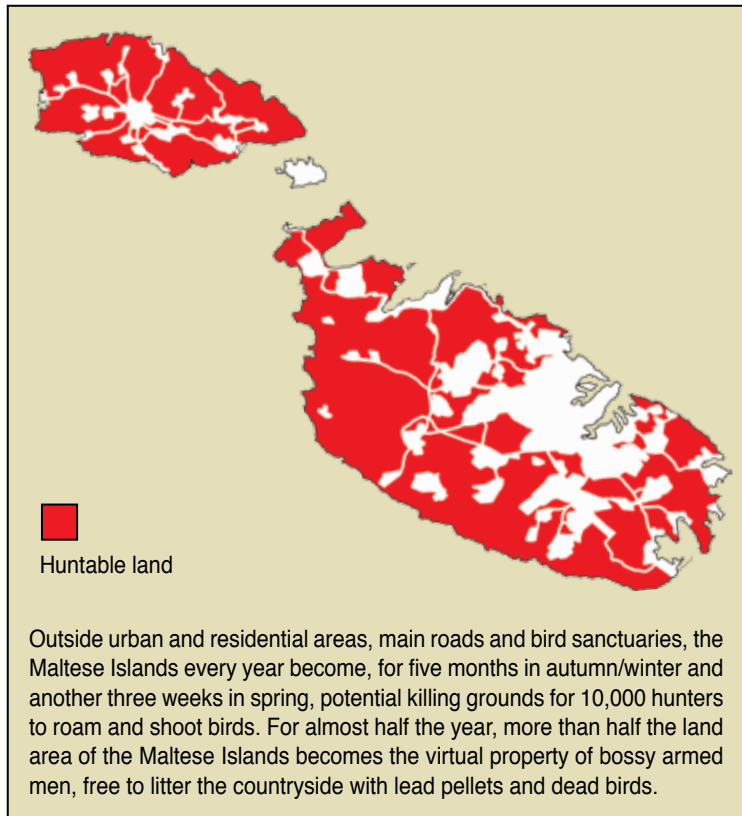 Huntable land
Outside urban and residential areas, main roads and bird sanctuaries, the
Maltese Islands every year become, for five months in autumn/winter and
another three weeks in spring, potential killing grounds for 10,000 hunters
to roam and shoot birds. For almost half the year, more than half the land
area of the Maltese Islands becomes the virtual property of bossy armed
men, free to litter the countryside with lead pellets and dead birds.